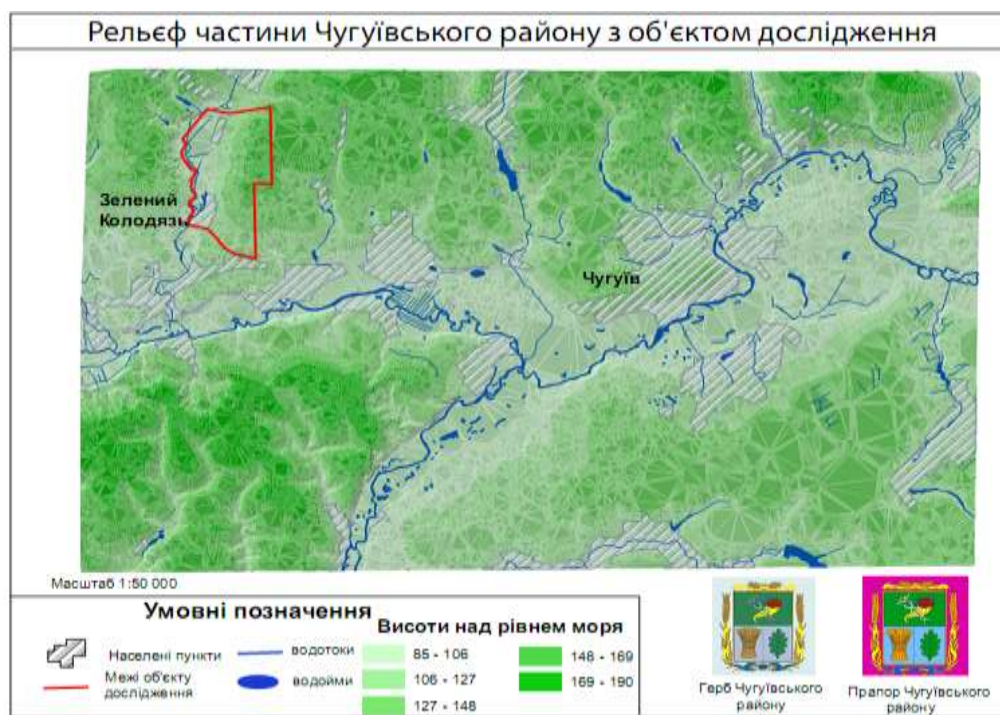 Рельєф частини Чугуївського району з об'єктом дослідження
Зелений
Колодязь
Чугуїв
Масштаб 1:50 000
Умовні позначення
Населені пункти
Межі об'єкту
дослідження
водотоки
водойми
Висоти над рівнем моря
85 - 106
106 - 127
127 - 148
148 - 169
169 - 190
Герб Чугуївського
району
Прапор Чугуївського
району